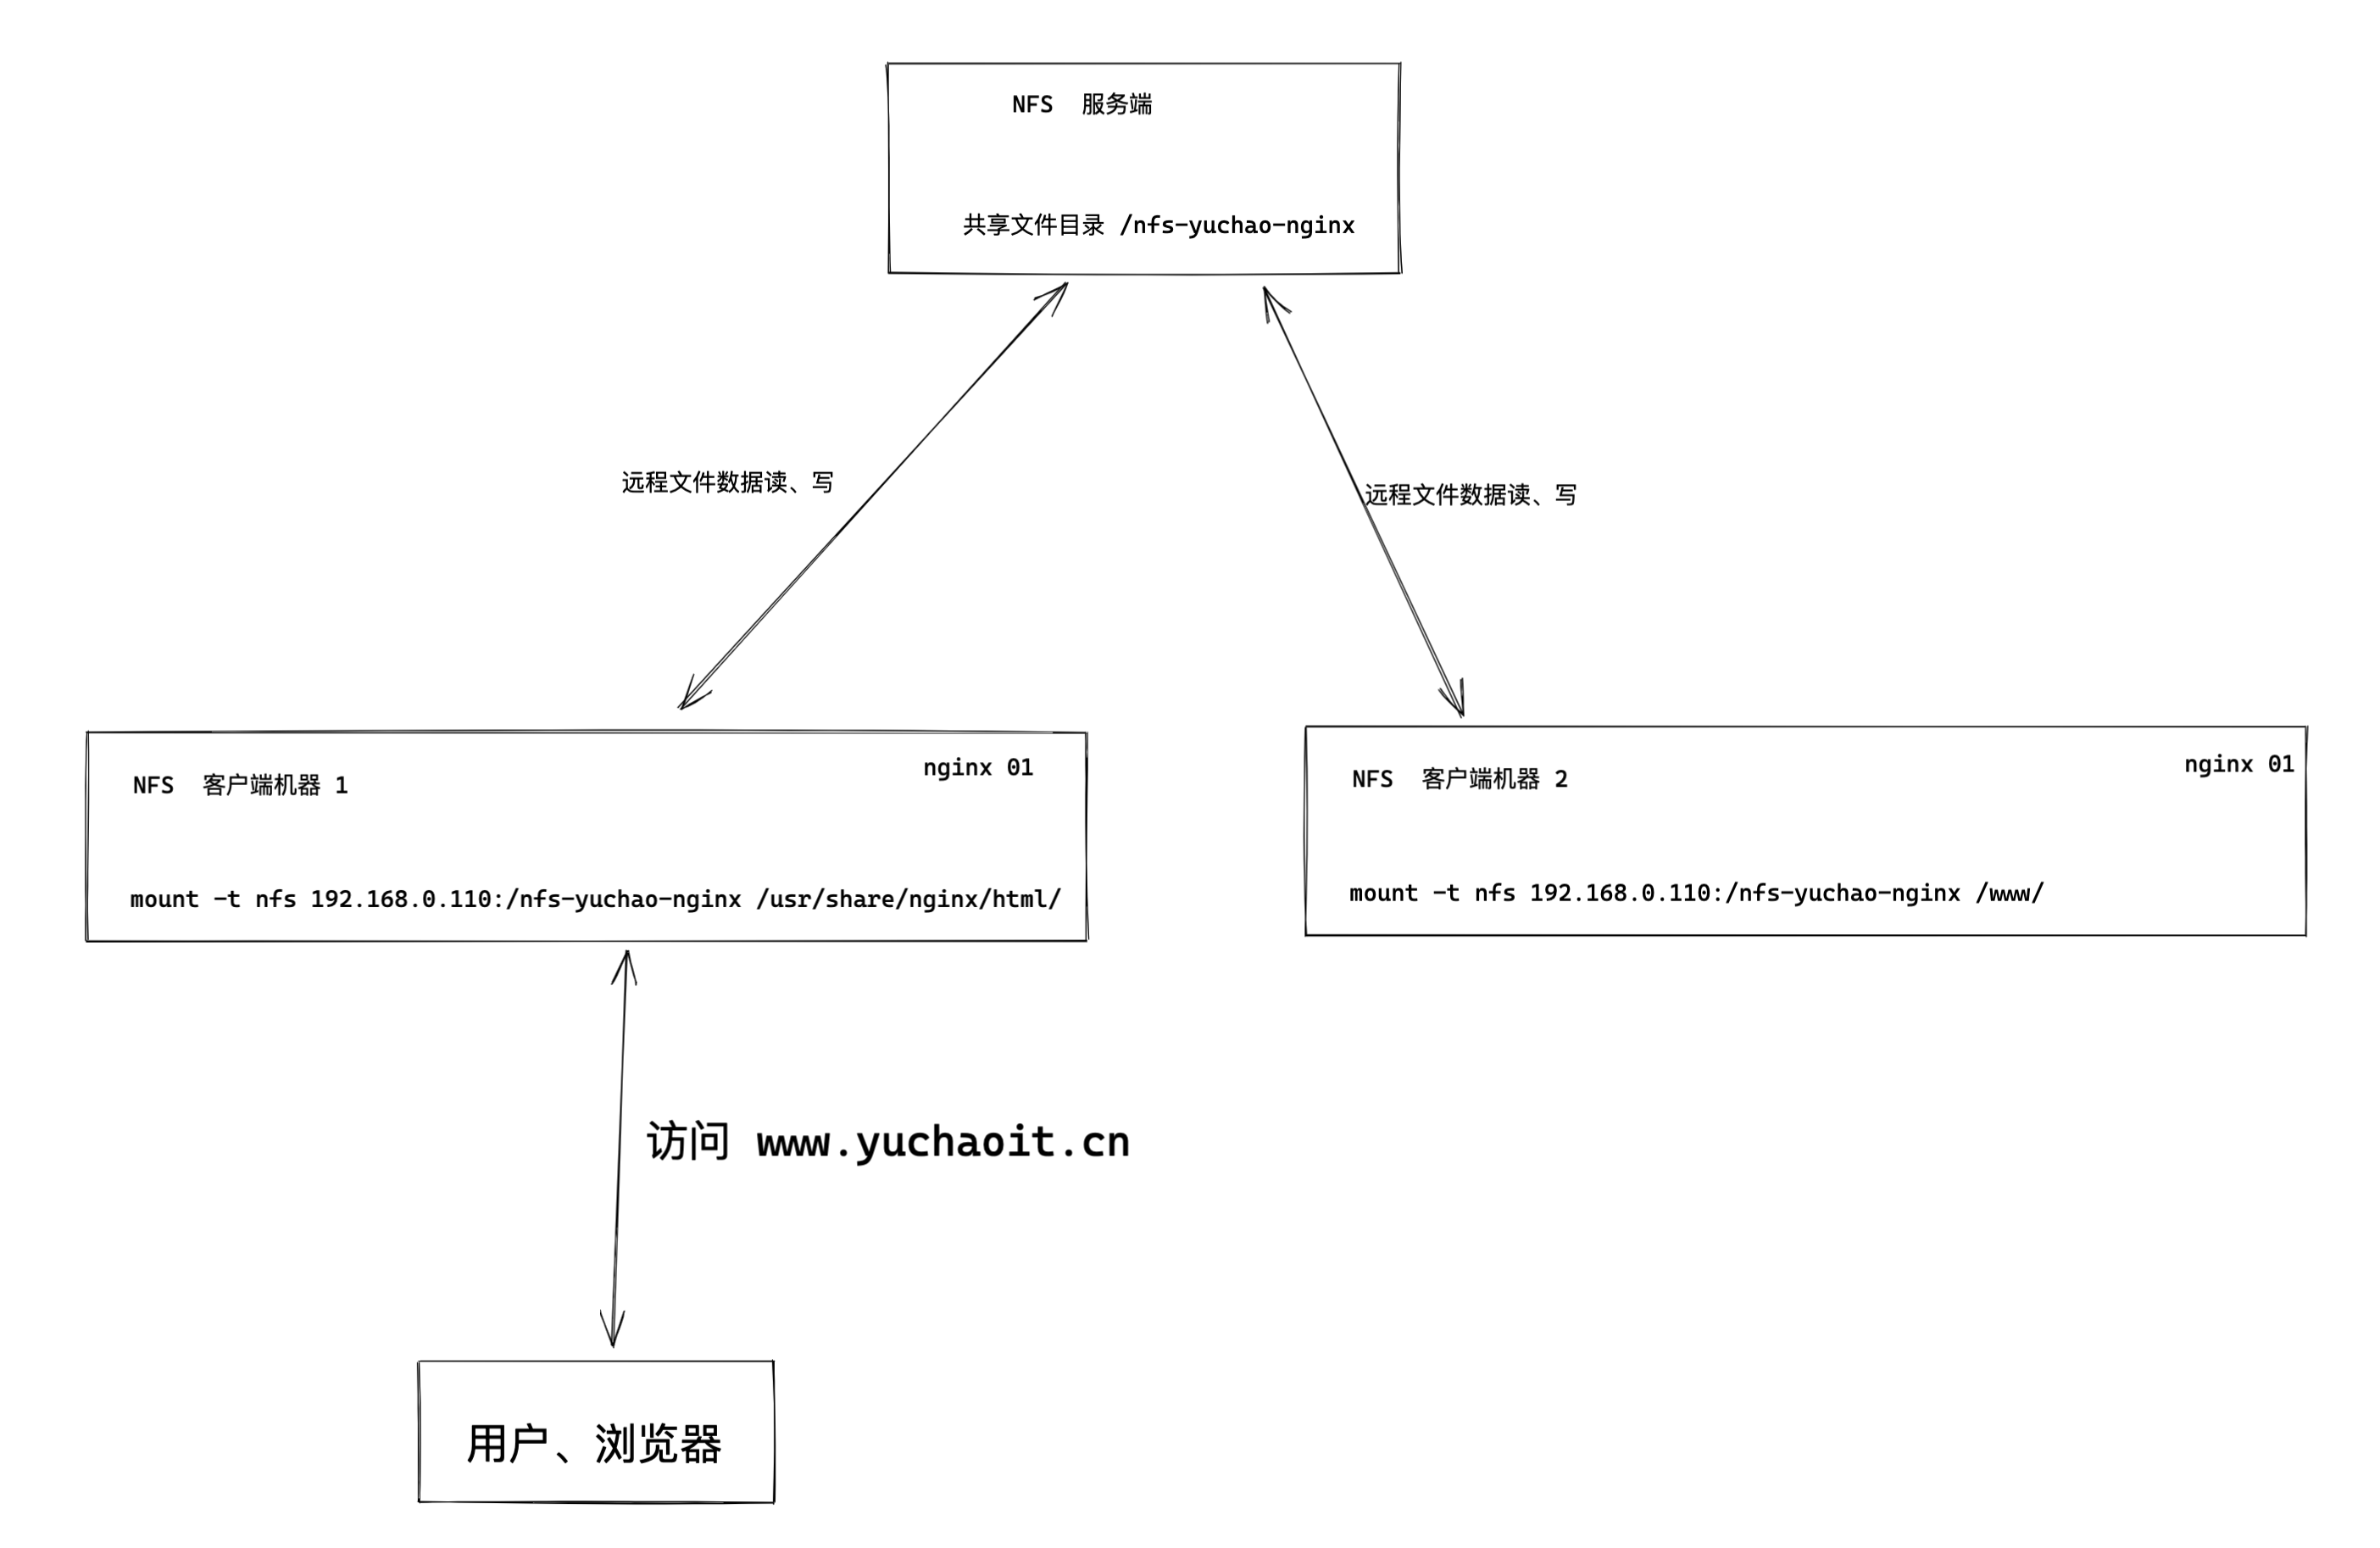 NFS 服务端
共享文件目录 /nfs-yuchao-nginx
远程文件数据读、写
远程文件数据读、写
nginx 01
NFS 客户端机器 1
mount -t nfs 192.168.0.110:/nfs-yuchao-nginx /usr/share/nginx/html/
nginx 01
NFS 客户端机器 2
mount -t nfs 192.168.0.110:/nfs-yuchao-nginx /www/
访问 www.yuchaoit.cn
用户、浏览器